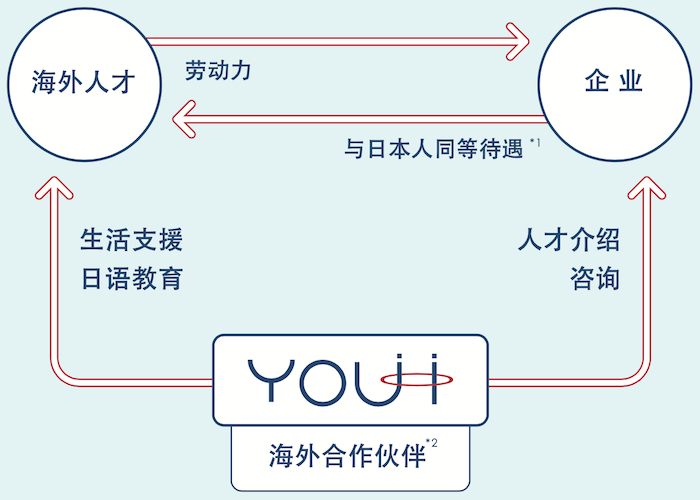 海外人才
企业
劳动力
与日本人同等待遇 *1
生活支援
日语教育
人才介绍
咨询
YOUJI
海外合作伙伴*2